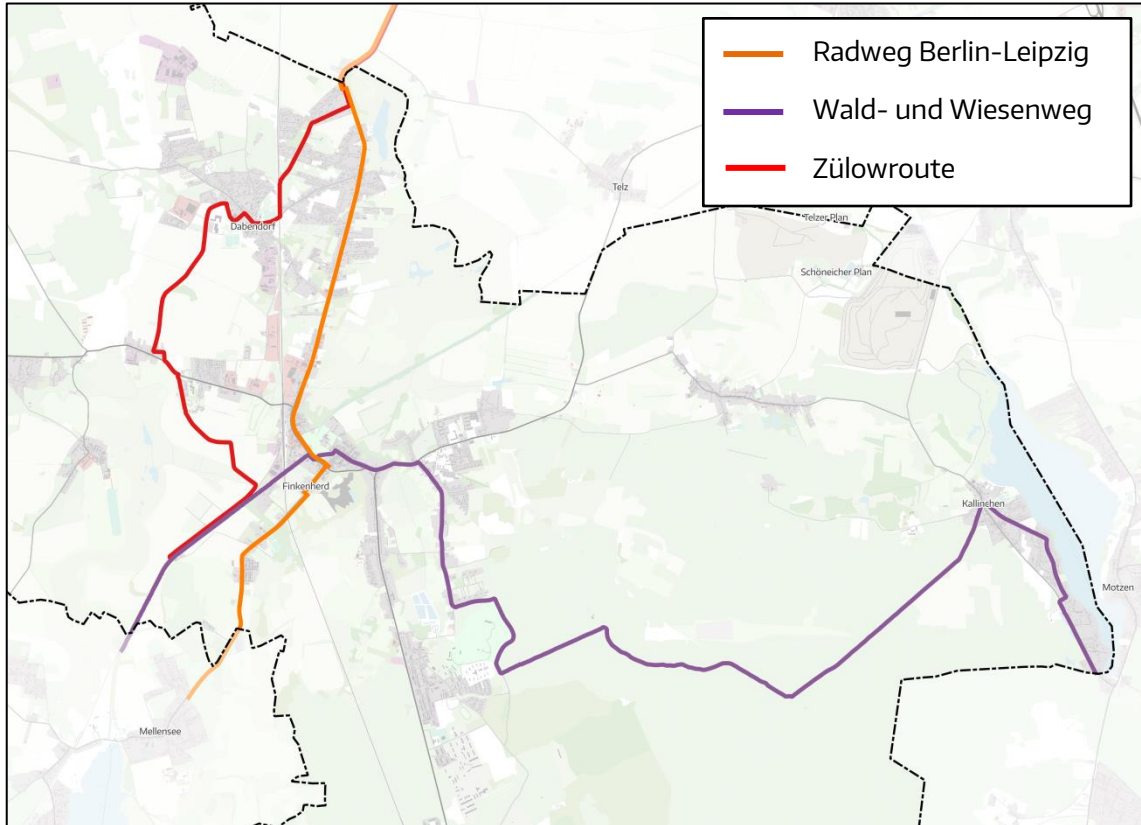 Radweg Berlin-Leipzig
Wald- und Wiesenweg
Zülowroute
Telz
Telzer Plan
Dabendorf
Schöneicher Plan
Finkenherd
Kallinchen
Motzen
Mellensee